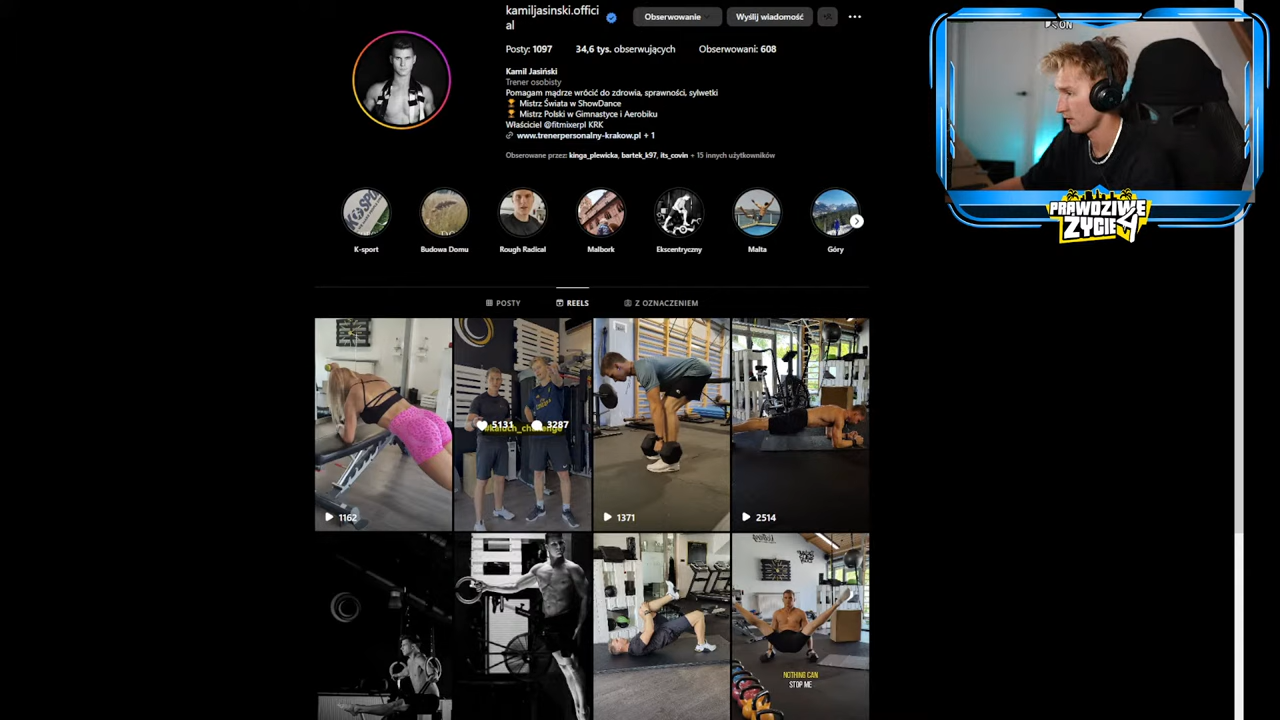 kamiljasinski.offici
al
Obserwowanie
Wyślij wiadomość
Posty: 1097
34,6 tys. obserwujących
Obserwowani: 608
Kamil Jasiński
Trener osobisty
Pomagam mądrze wrócić do zdrowia, sprawności, sylwetki
🏆 Mistrz Świata w ShowDance
🏆 Mistrz Polski w Gimnastyce i Aerobiku
Właściciel @fitmixerpl KRK
www.trenerpersonalny-krakow.pl + 1
Obserwowane przez: kinga_plewicka, bartek_k97, its_covin + 15 innych użytkowników
K-sport
Budowa Domu
Rough Radical
Malbork
Ekscentryczny
Malta
Góry
POSTY
REELS
Z OZNACZENIEM
5131
3287
#kaluch_challenge
1162
1371
2514
NOTHING CAN
STOP ME
ON
PRAWDZIWE
ŻYCIE